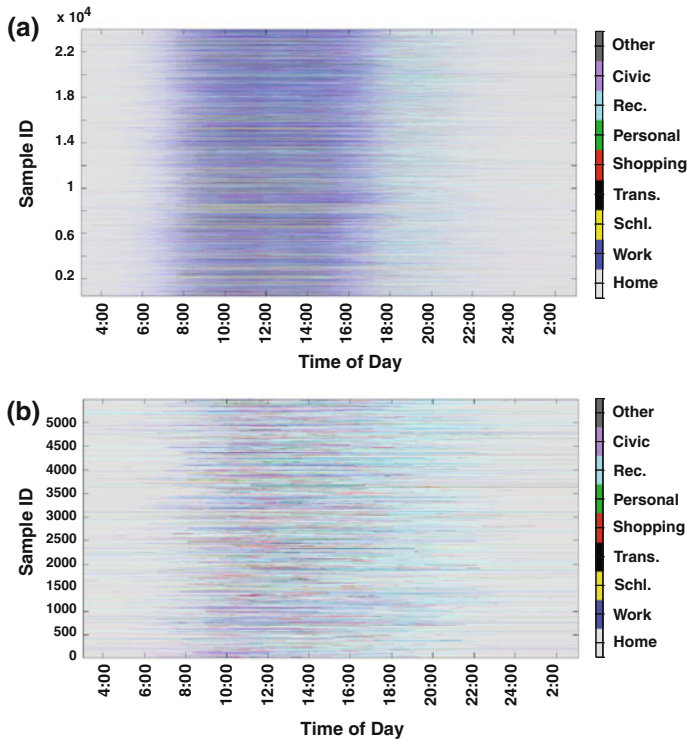 (a)
x 10⁴
2.2
1.8
1.4
1
0.6
0.2
Sample ID
4:00 6:00 8:00 10:00 12:00 14:00 16:00 18:00 20:00 22:00 24:00 2:00
Time of Day
Other
Civic
Rec.
Personal
Shopping
Trans.
Schl.
Work
Home
(b)
5000
4500
4000
3500
3000
2500
2000
1500
1000
500
0
Sample ID
4:00 6:00 8:00 10:00 12:00 14:00 16:00 18:00 20:00 22:00 24:00 2:00
Time of Day
Other
Civic
Rec.
Personal
Shopping
Trans.
Schl.
Work
Home